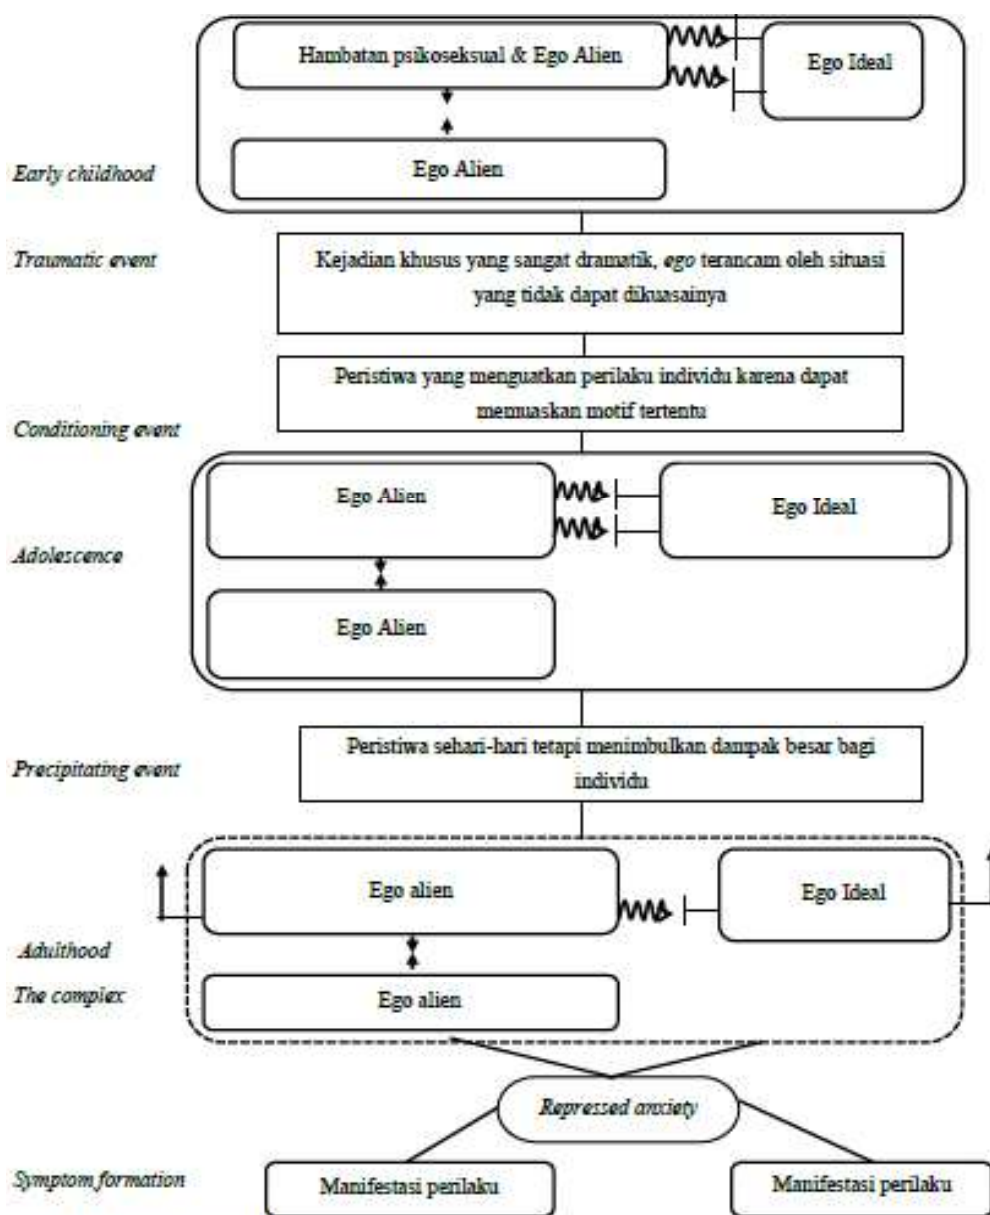 Hambatan psikoseksual & Ego Alien
Ego Ideal
Ego Alien
Early childhood
Traumatic event
Kejadian khusus yang sangat dramatik, ego terancam oleh situasi
yang tidak dapat dikuasainya
Peristiwa yang menguatkan perilaku individu karena dapat
memuaskan motif tertentu
Conditioning event
Ego Alien
Ego Ideal
Adolescence
Ego Alien
Peristiwa sehari-hari tetapi menimbulkan dampak besar bagi
individu
Precipitating event
Ego alien
Ego Ideal
Adulthood
The complex
Ego alien
Repressed anxiety
Symptom formation
Manifestasi perilaku
Manifestasi perilaku